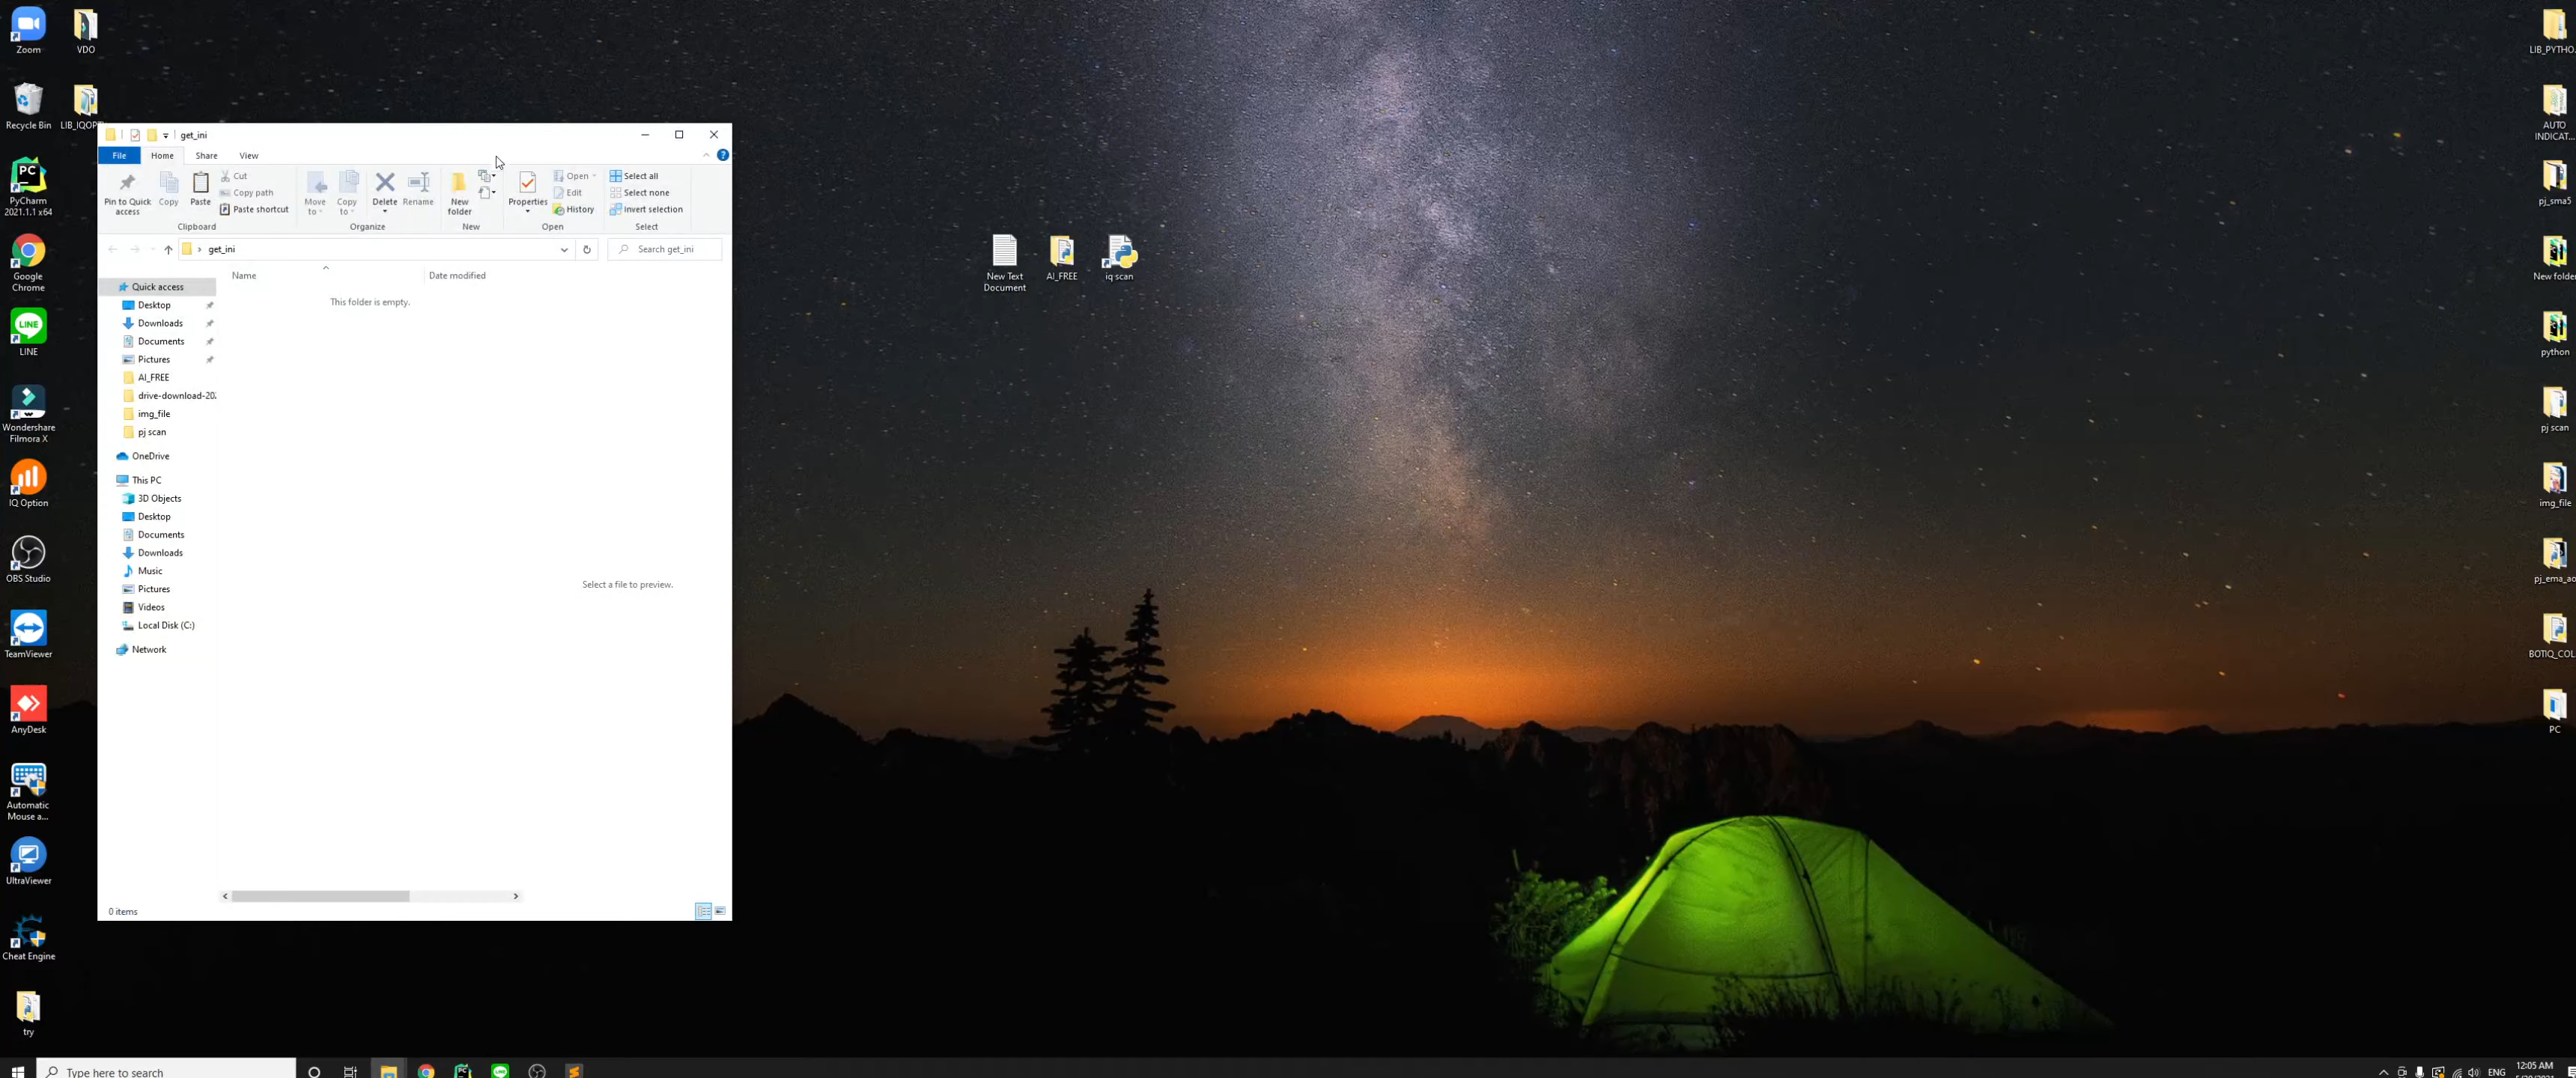 Zoom
VDO
Recycle Bin
PyCharm
2021.1.1 x64
Google
Chrome
LINE
Wondershare
Filmora X
IQ Option
OBS Studio
TeamViewer
AnyDesk
Automatic
Mouse a...
UltraViewer
Cheat Engine
try
get_ini
File
Home
Share
View
Pin to Quick
access
Copy
Paste
Cut
Copy path
Paste shortcut
Clipboard
Move
to
Copy
to
Delete
Rename
Organize
New
folder
New
Properties
Open
Edit
History
Open
Select all
Select none
Invert selection
Select
get_ini
Search get_ini
Name
Date modified
This folder is empty.
Quick access
Desktop
Downloads
Documents
Pictures
AI_FREE
drive-download-20
img_file
pj scan
OneDrive
This PC
3D Objects
Desktop
Documents
Downloads
Music
Pictures
Videos
Local Disk (C:)
Network
Select a file to preview.
0 items
New Text
Document
AI_FREE
iq scan
LIB_PYTHO
AUTO
INDICAT...
pj_sma5
New folder
python
pj scan
img_file
pj_ema_ao
BOTIQ_COL
PC
Type here to search
ENG
12:05 AM